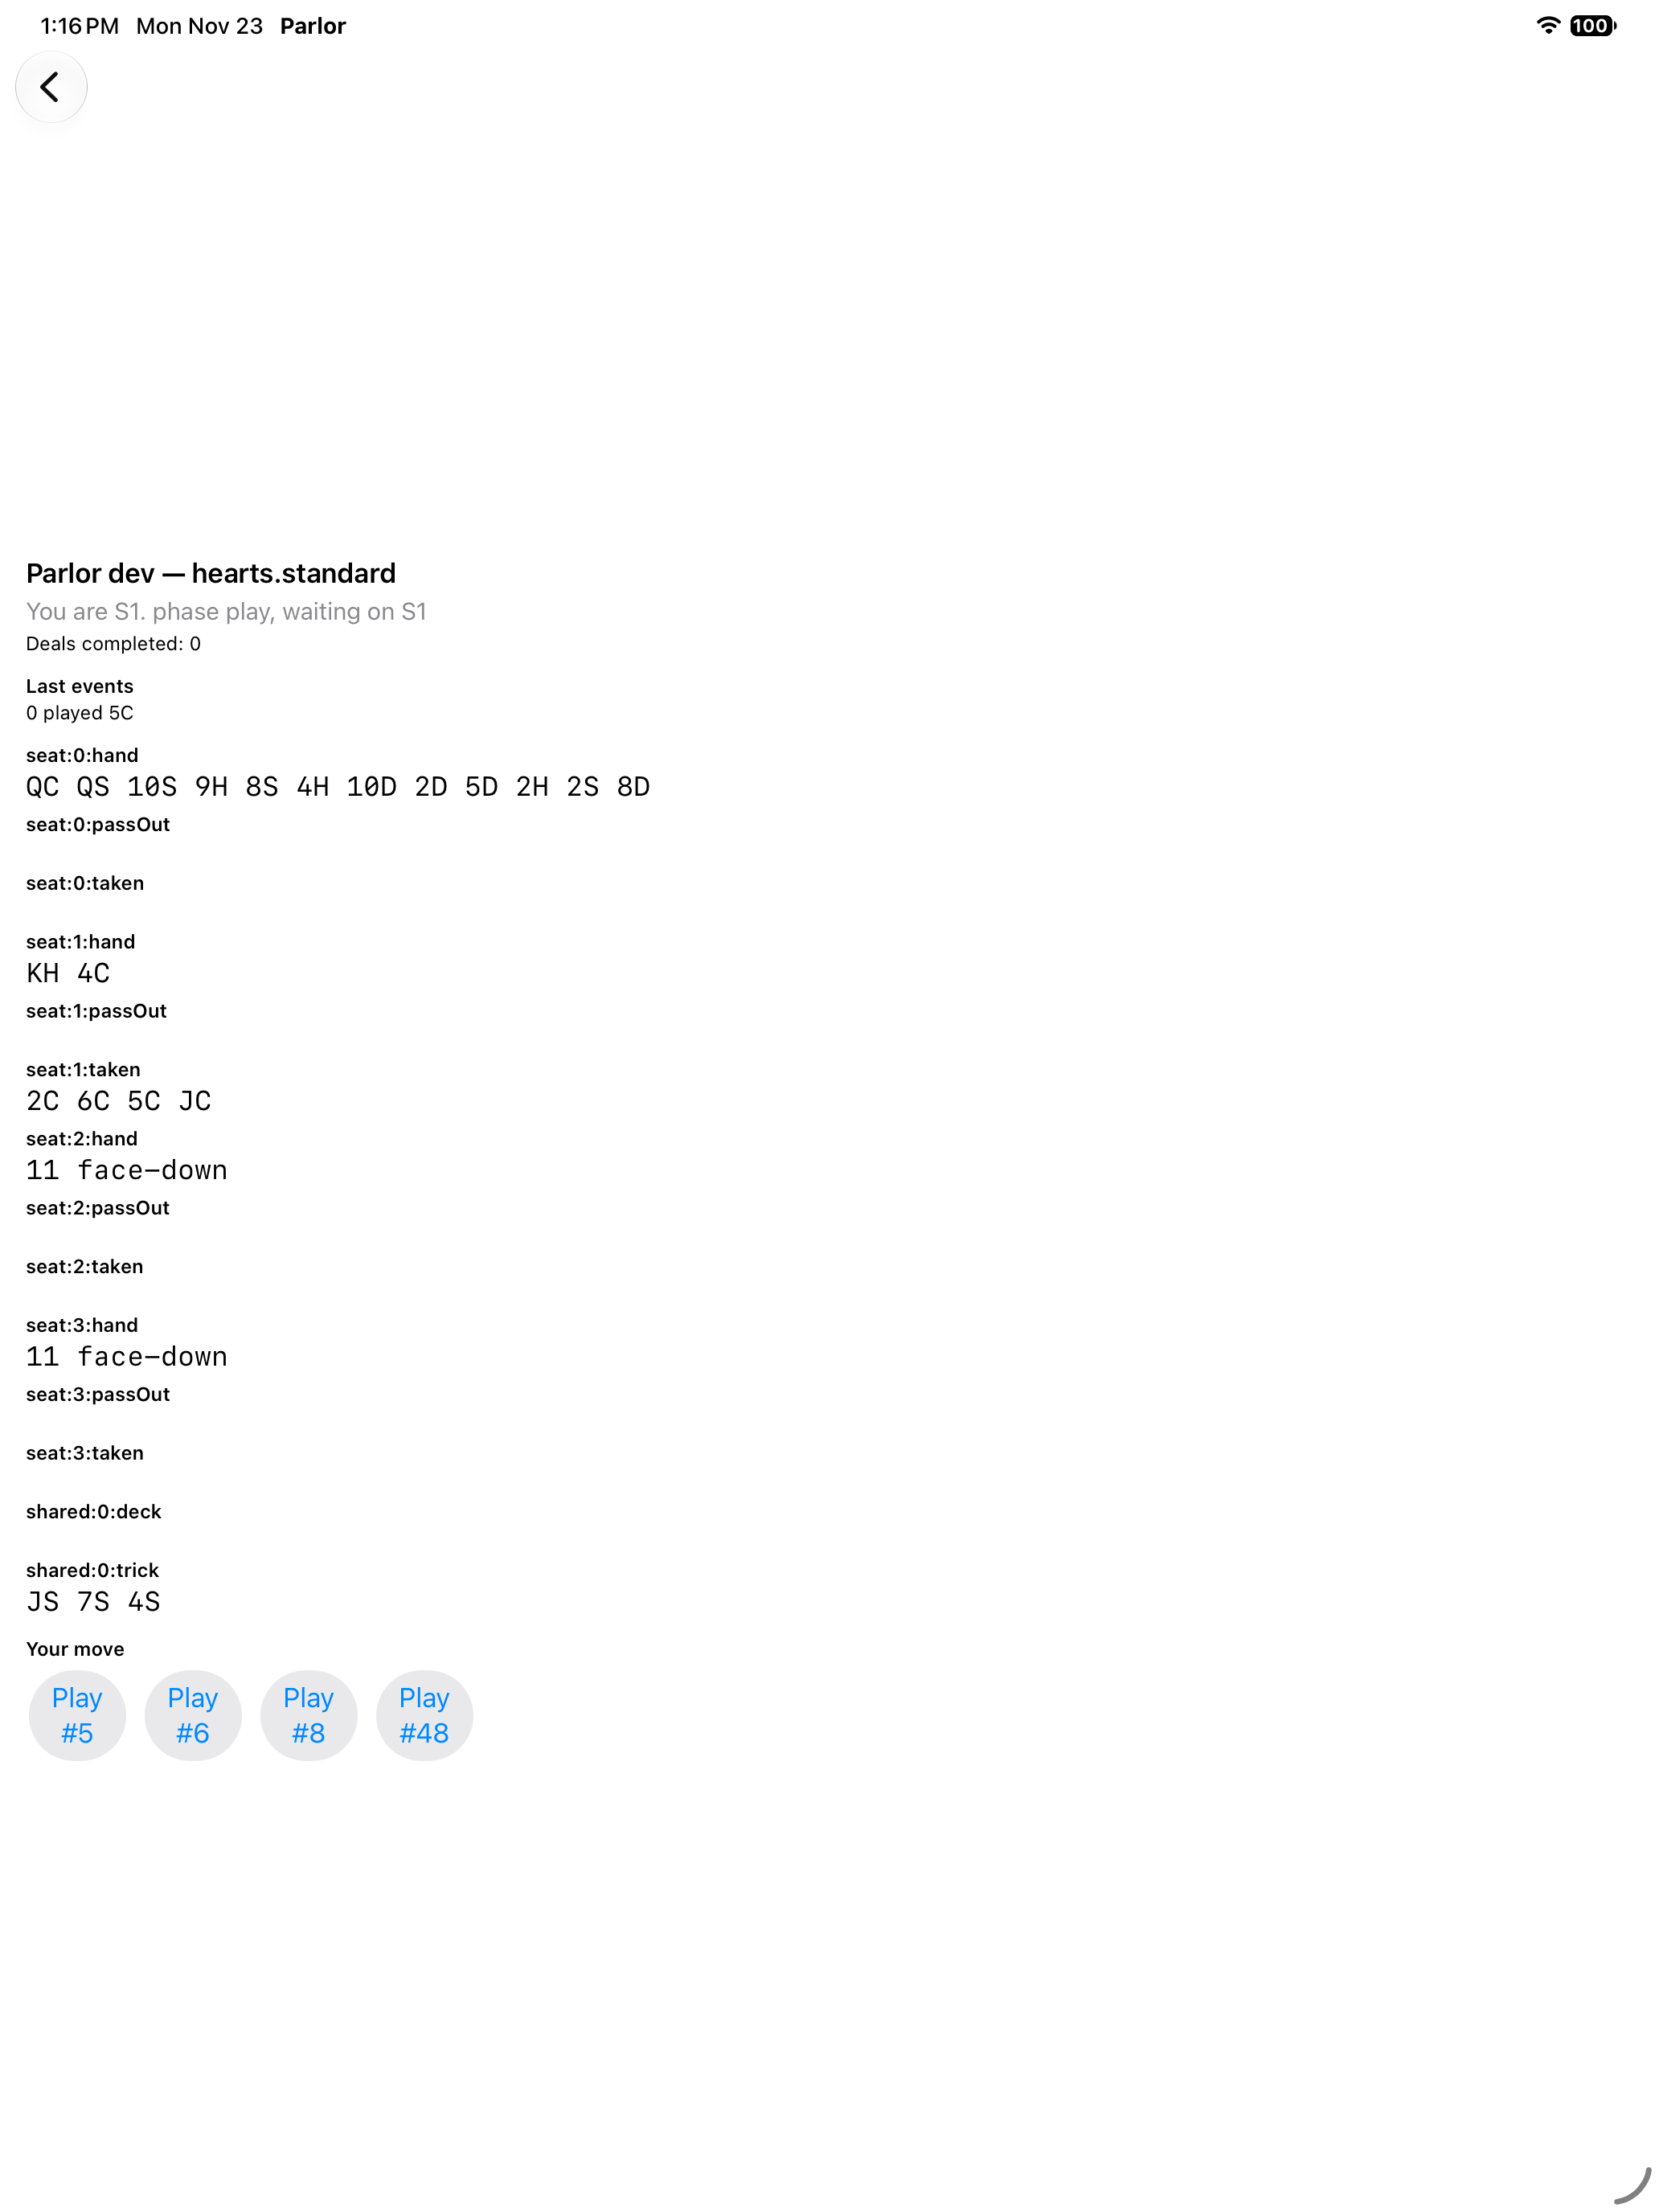 1:16 PM Mon Nov 23 Parlor
100
Parlor dev — hearts.standard
You are S1. phase play, waiting on S1
Deals completed: 0
Last events
0 played 5C
seat:0:hand
QC QS 10S 9H 8S 4H 10D 2D 5D 2H 2S 8D
seat:0:passOut
seat:0:taken
seat:1:hand
KH 4C
seat:1:passOut
seat:1:taken
2C 6C 5C JC
seat:2:hand
11 face-down
seat:2:passOut
seat:2:taken
seat:3:hand
11 face-down
seat:3:passOut
seat:3:taken
shared:0:deck
shared:0:trick
JS 7S 4S
Your move
Play #5
Play #6
Play #8
Play #48